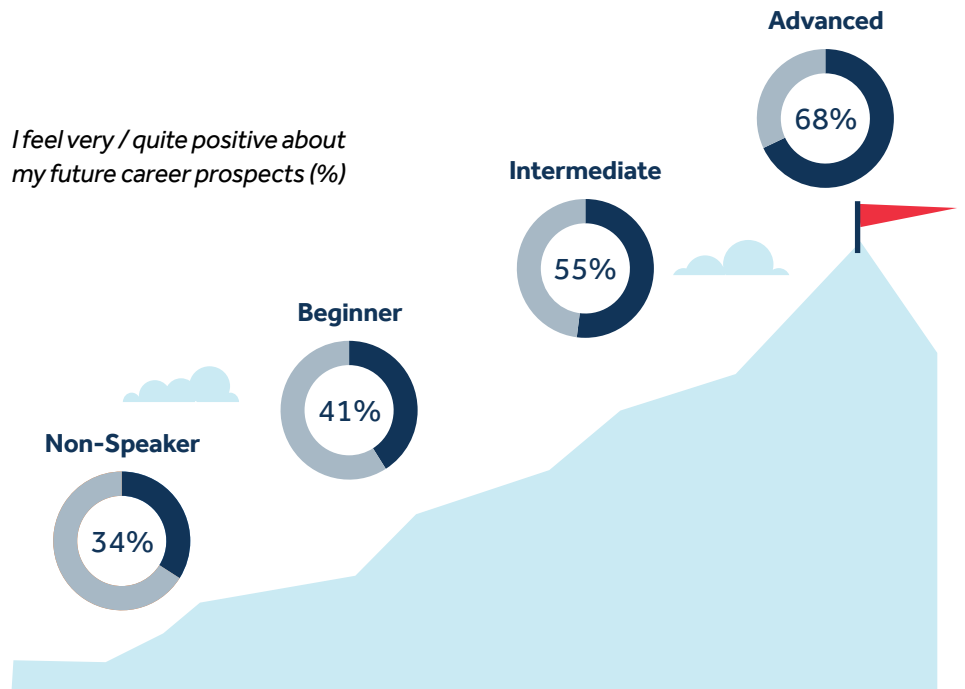 I feel very / quite positive about
my future career prospects (%)
Non-Speaker
34%
Beginner
41%
Intermediate
55%
Advanced
68%